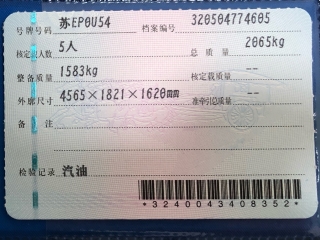 号牌号码 苏EP0U54 档案编号 320504774605
核定载人数 5人 总质量 2065kg
整备质量 1583kg 核定载质量 --
外廓尺寸 4565×1821×1620mm 准牵引总质量 --
备注
检验记录 汽油
*3240043408352*